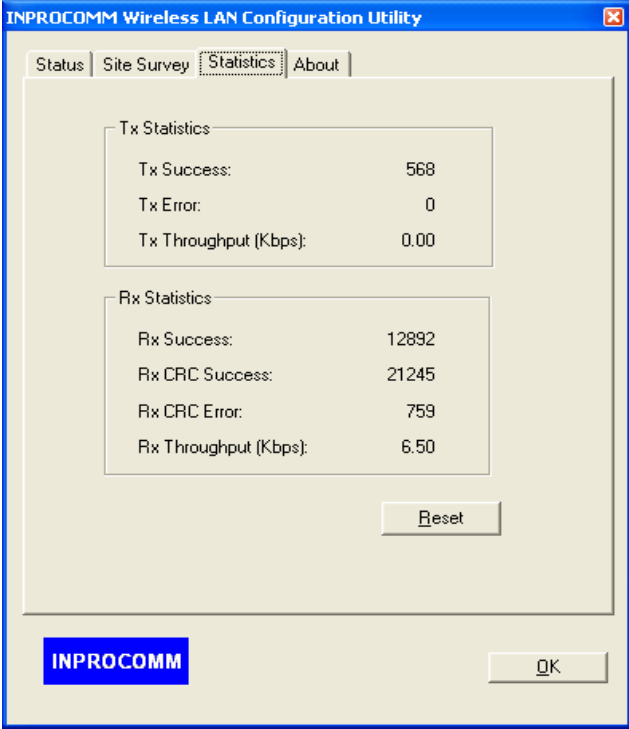 INPROCOMM Wireless LAN Configuration Utility
Status Site Survey Statistics About
Tx Statistics
Tx Success: 568
Tx Error: 0
Tx Throughput (Kbps): 0.00
Rx Statistics
Rx Success: 12892
Rx CRC Success: 21245
Rx CRC Error: 759
Rx Throughput (Kbps): 6.50
Reset
INPROCOMM
OK